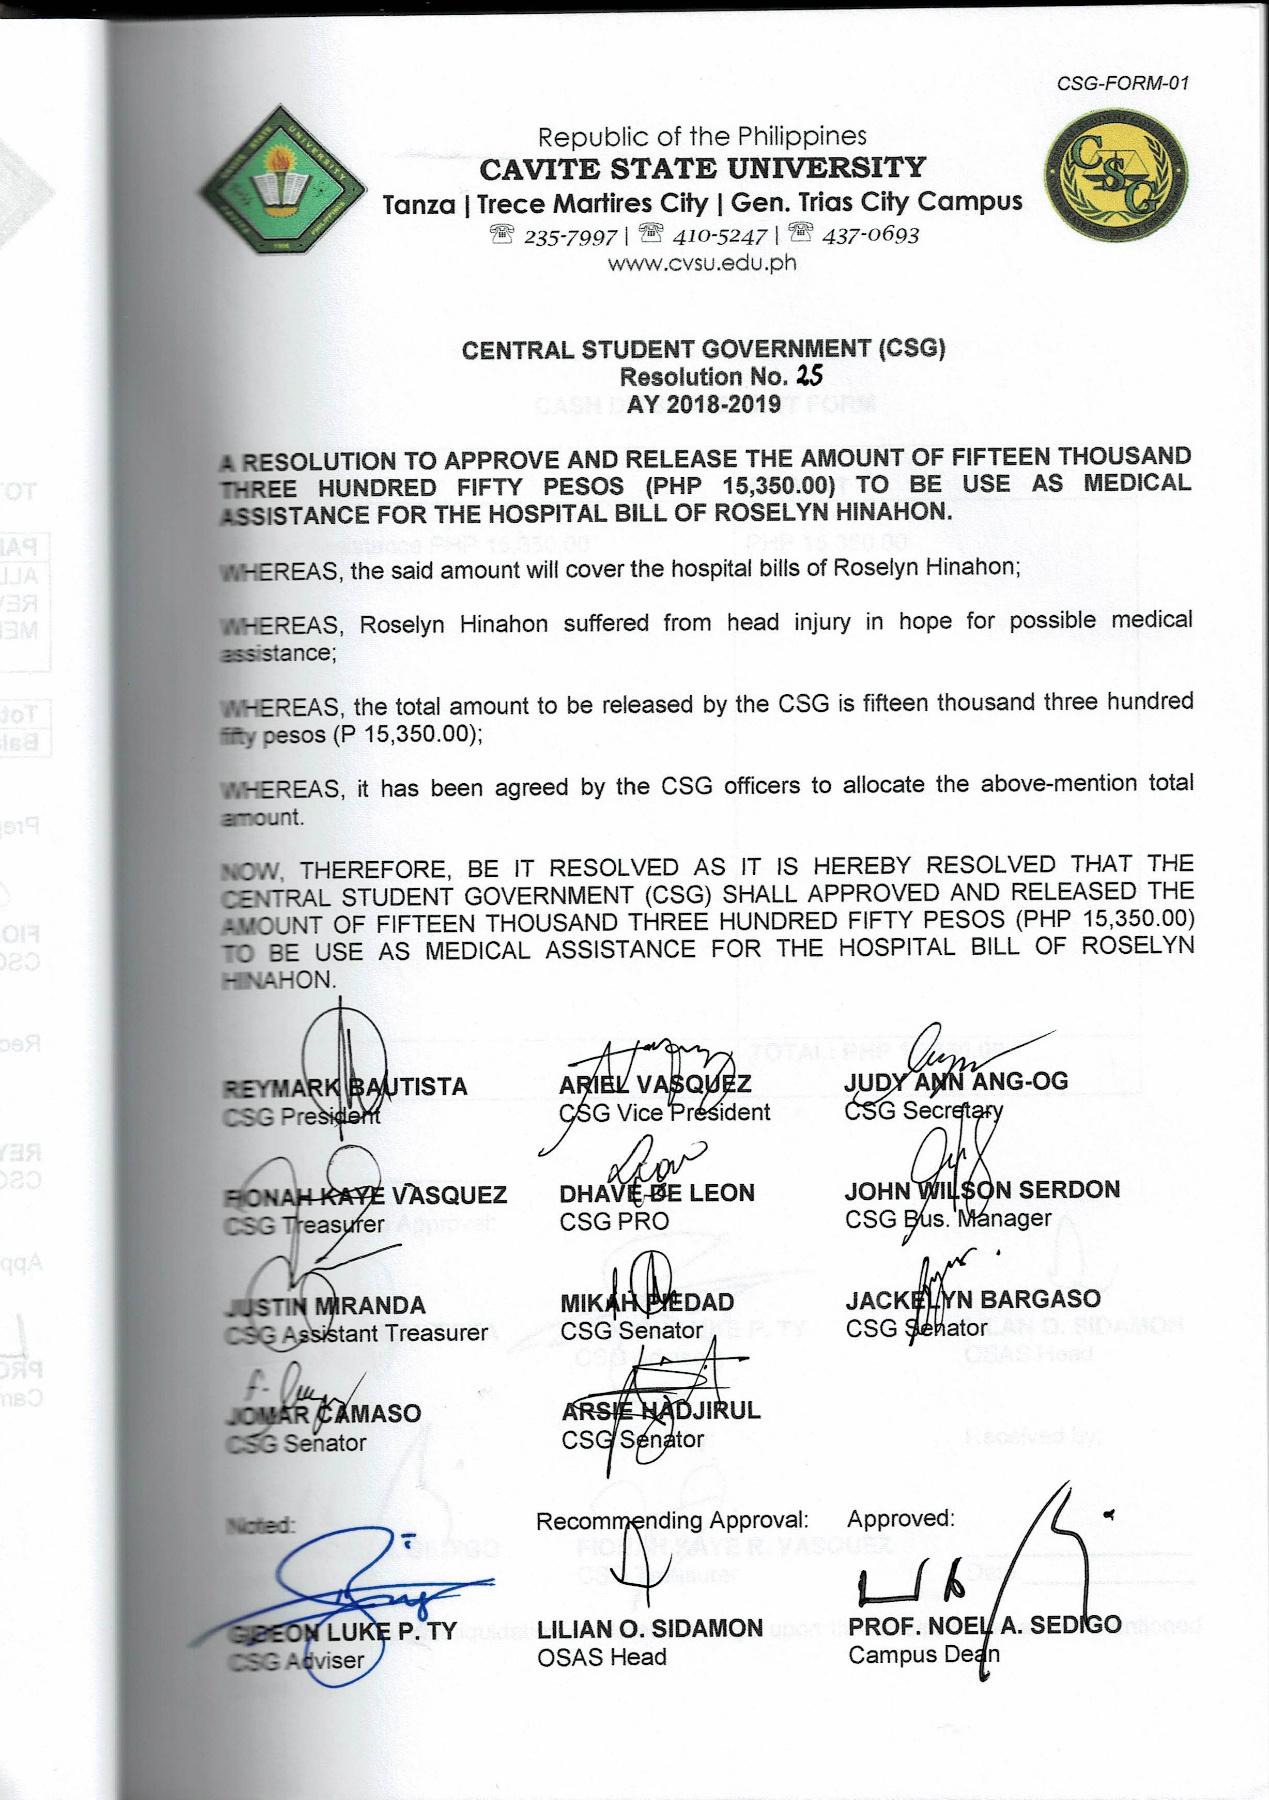 CSG-FORM-01
Republic of the Philippines
CAVITE STATE UNIVERSITY
Tanza | Trece Martires City | Gen. Trias City Campus
☏ 235-7997 | ☏ 410-5247 | ☏ 437-0693
www.cvsu.edu.ph
CSG
CENTRAL STUDENT GOVERNMENT (CSG)
Resolution No. 25
AY 2018-2019
A RESOLUTION TO APPROVE AND RELEASE THE AMOUNT OF FIFTEEN THOUSAND
THREE HUNDRED FIFTY PESOS (PHP 15,350.00) TO BE USE AS MEDICAL
ASSISTANCE FOR THE HOSPITAL BILL OF ROSELYN HINAHON.
WHEREAS, the said amount will cover the hospital bills of Roselyn Hinahon;
WHEREAS, Roselyn Hinahon suffered from head injury in hope for possible medical
assistance;
WHEREAS, the total amount to be released by the CSG is fifteen thousand three hundred
fifty pesos (P 15,350.00);
WHEREAS, it has been agreed by the CSG officers to allocate the above-mention total
amount.
NOW, THEREFORE, BE IT RESOLVED AS IT IS HEREBY RESOLVED THAT THE
CENTRAL STUDENT GOVERNMENT (CSG) SHALL APPROVED AND RELEASED THE
AMOUNT OF FIFTEEN THOUSAND THREE HUNDRED FIFTY PESOS (PHP 15,350.00)
TO BE USE AS MEDICAL ASSISTANCE FOR THE HOSPITAL BILL OF ROSELYN
HINAHON.
REYMARK BAUTISTA ARIEL VASQUEZ JUDY ANN ANG-OG
CSG President CSG Vice President CSG Secretary
FIONAH KAYE VASQUEZ DHAVE DE LEON JOHN WILSON SERDON
CSG Treasurer CSG PRO CSG Bus. Manager
JUSTIN MIRANDA MIKAH PIEDAD JACKELYN BARGASO
CSG Assistant Treasurer CSG Senator CSG Senator
JOMAR CAMASO ARSIE HADJIRUL
CSG Senator CSG Senator
Noted: Recommending Approval: Approved:
GIDEON LUKE P. TY LILIAN O. SIDAMON PROF. NOEL A. SEDIGO
CSG Adviser OSAS Head Campus Dean